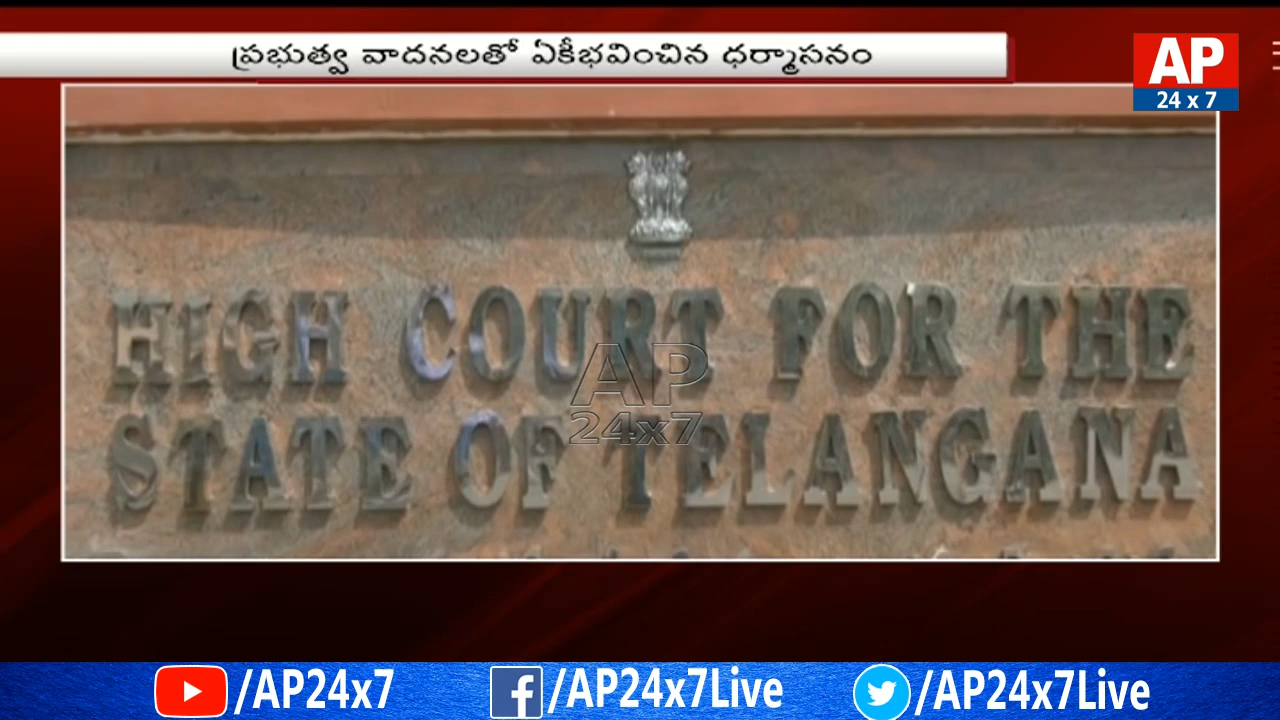 ప్రభుత్వ వాదనలతో ఏకీభవించిన ధర్మాసనం
AP
24 x 7
HIGH COURT FOR THE
STATE OF TELANGANA
AP
24x7
/AP24x7
/AP24x7Live
/AP24x7Live